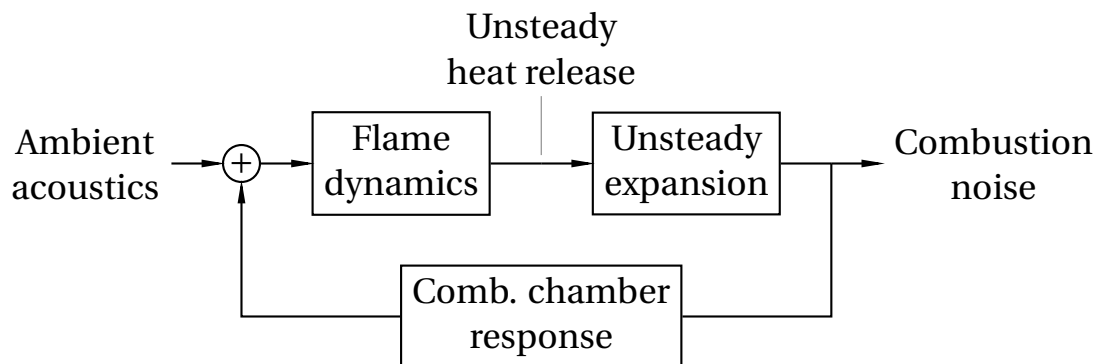 Unsteady
heat release
Ambient
acoustics
+
Flame
dynamics
Unsteady
expansion
Combustion
noise
Comb. chamber
response